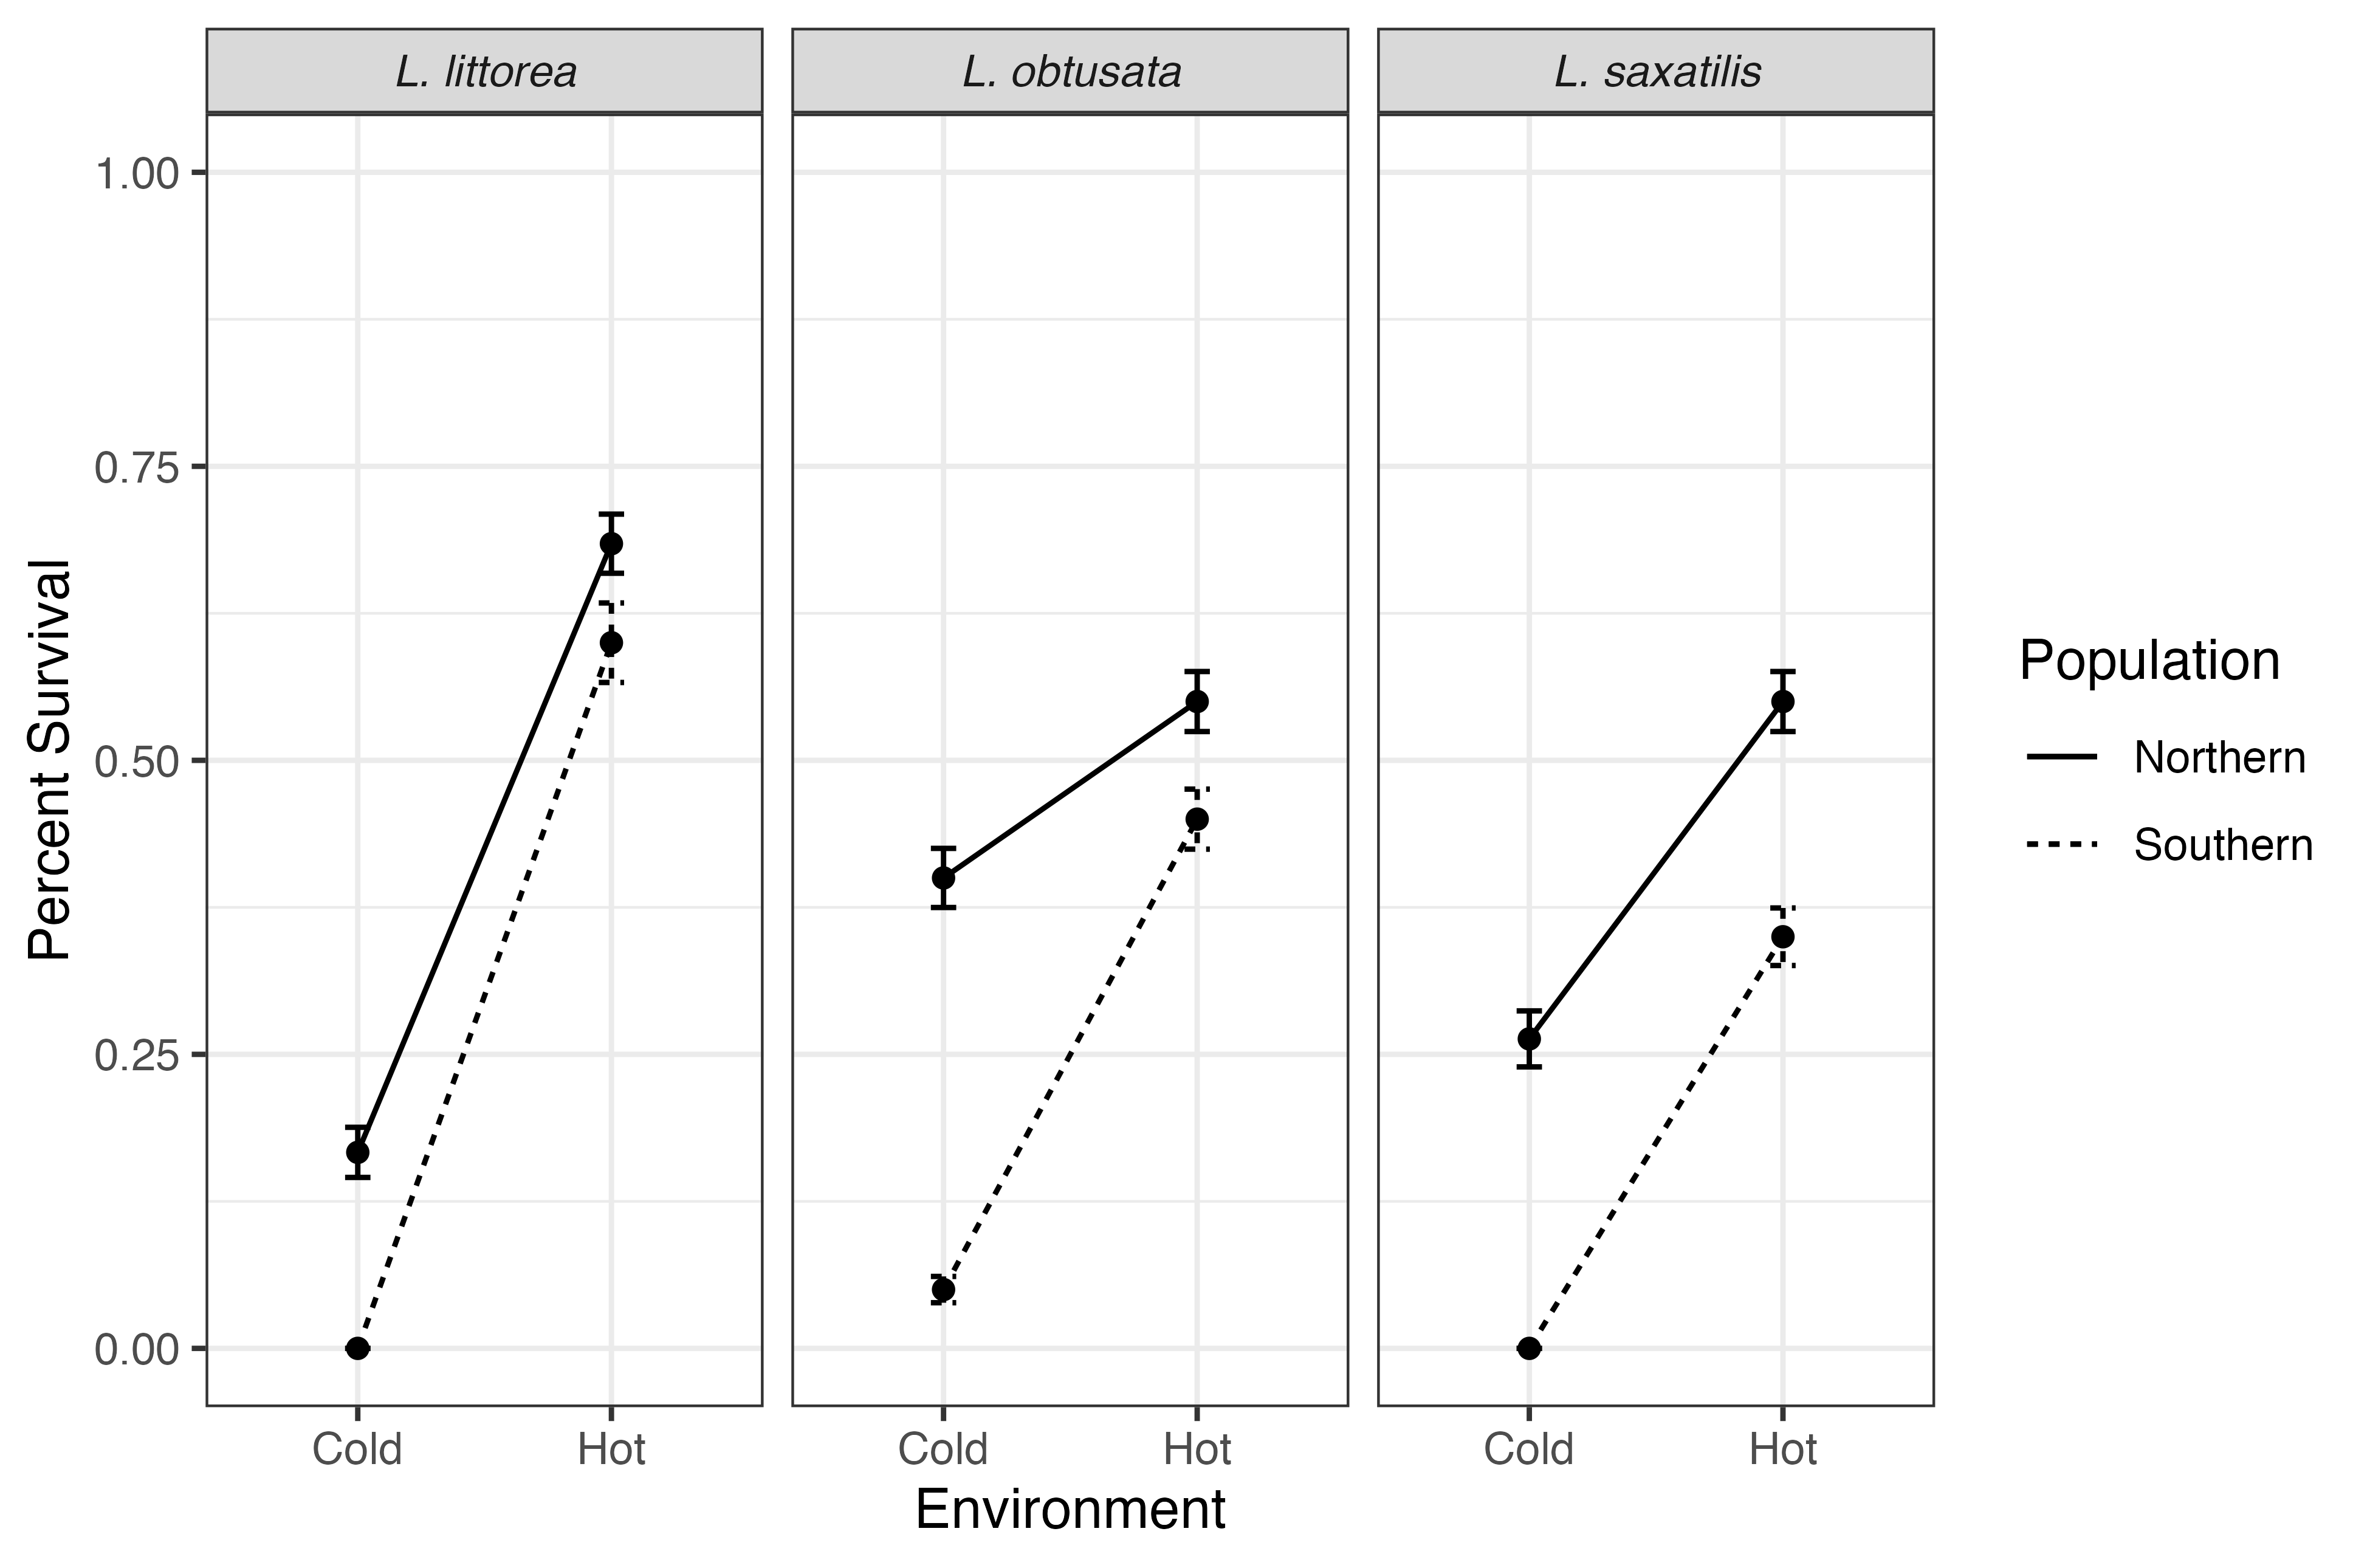 L. littorea
L. obtusata
L. saxatilis
Percent Survival
1.00
0.75
0.50
0.25
0.00
Cold Hot
Cold Hot
Cold Hot
Environment
Population
Northern
Southern